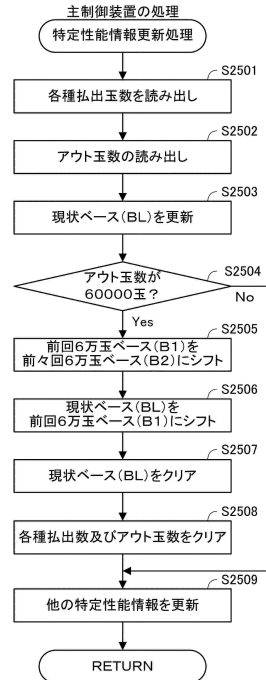 主制御装置の処理
特定性能情報更新処理
S2501
各種払出玉数を読み出し
S2502
アウト玉数の読み出し
S2503
現状ベース(BL)を更新
S2504
アウト玉数が
60000玉?
No
Yes
S2505
前回6万玉ベース(B1)を
前々回6万玉ベース(B2)にシフト
S2506
現状ベース(BL)を
前回6万玉ベース(B1)にシフト
S2507
現状ベース(BL)をクリア
S2508
各種払出数及びアウト玉数をクリア
S2509
他の特定性能情報を更新
RETURN